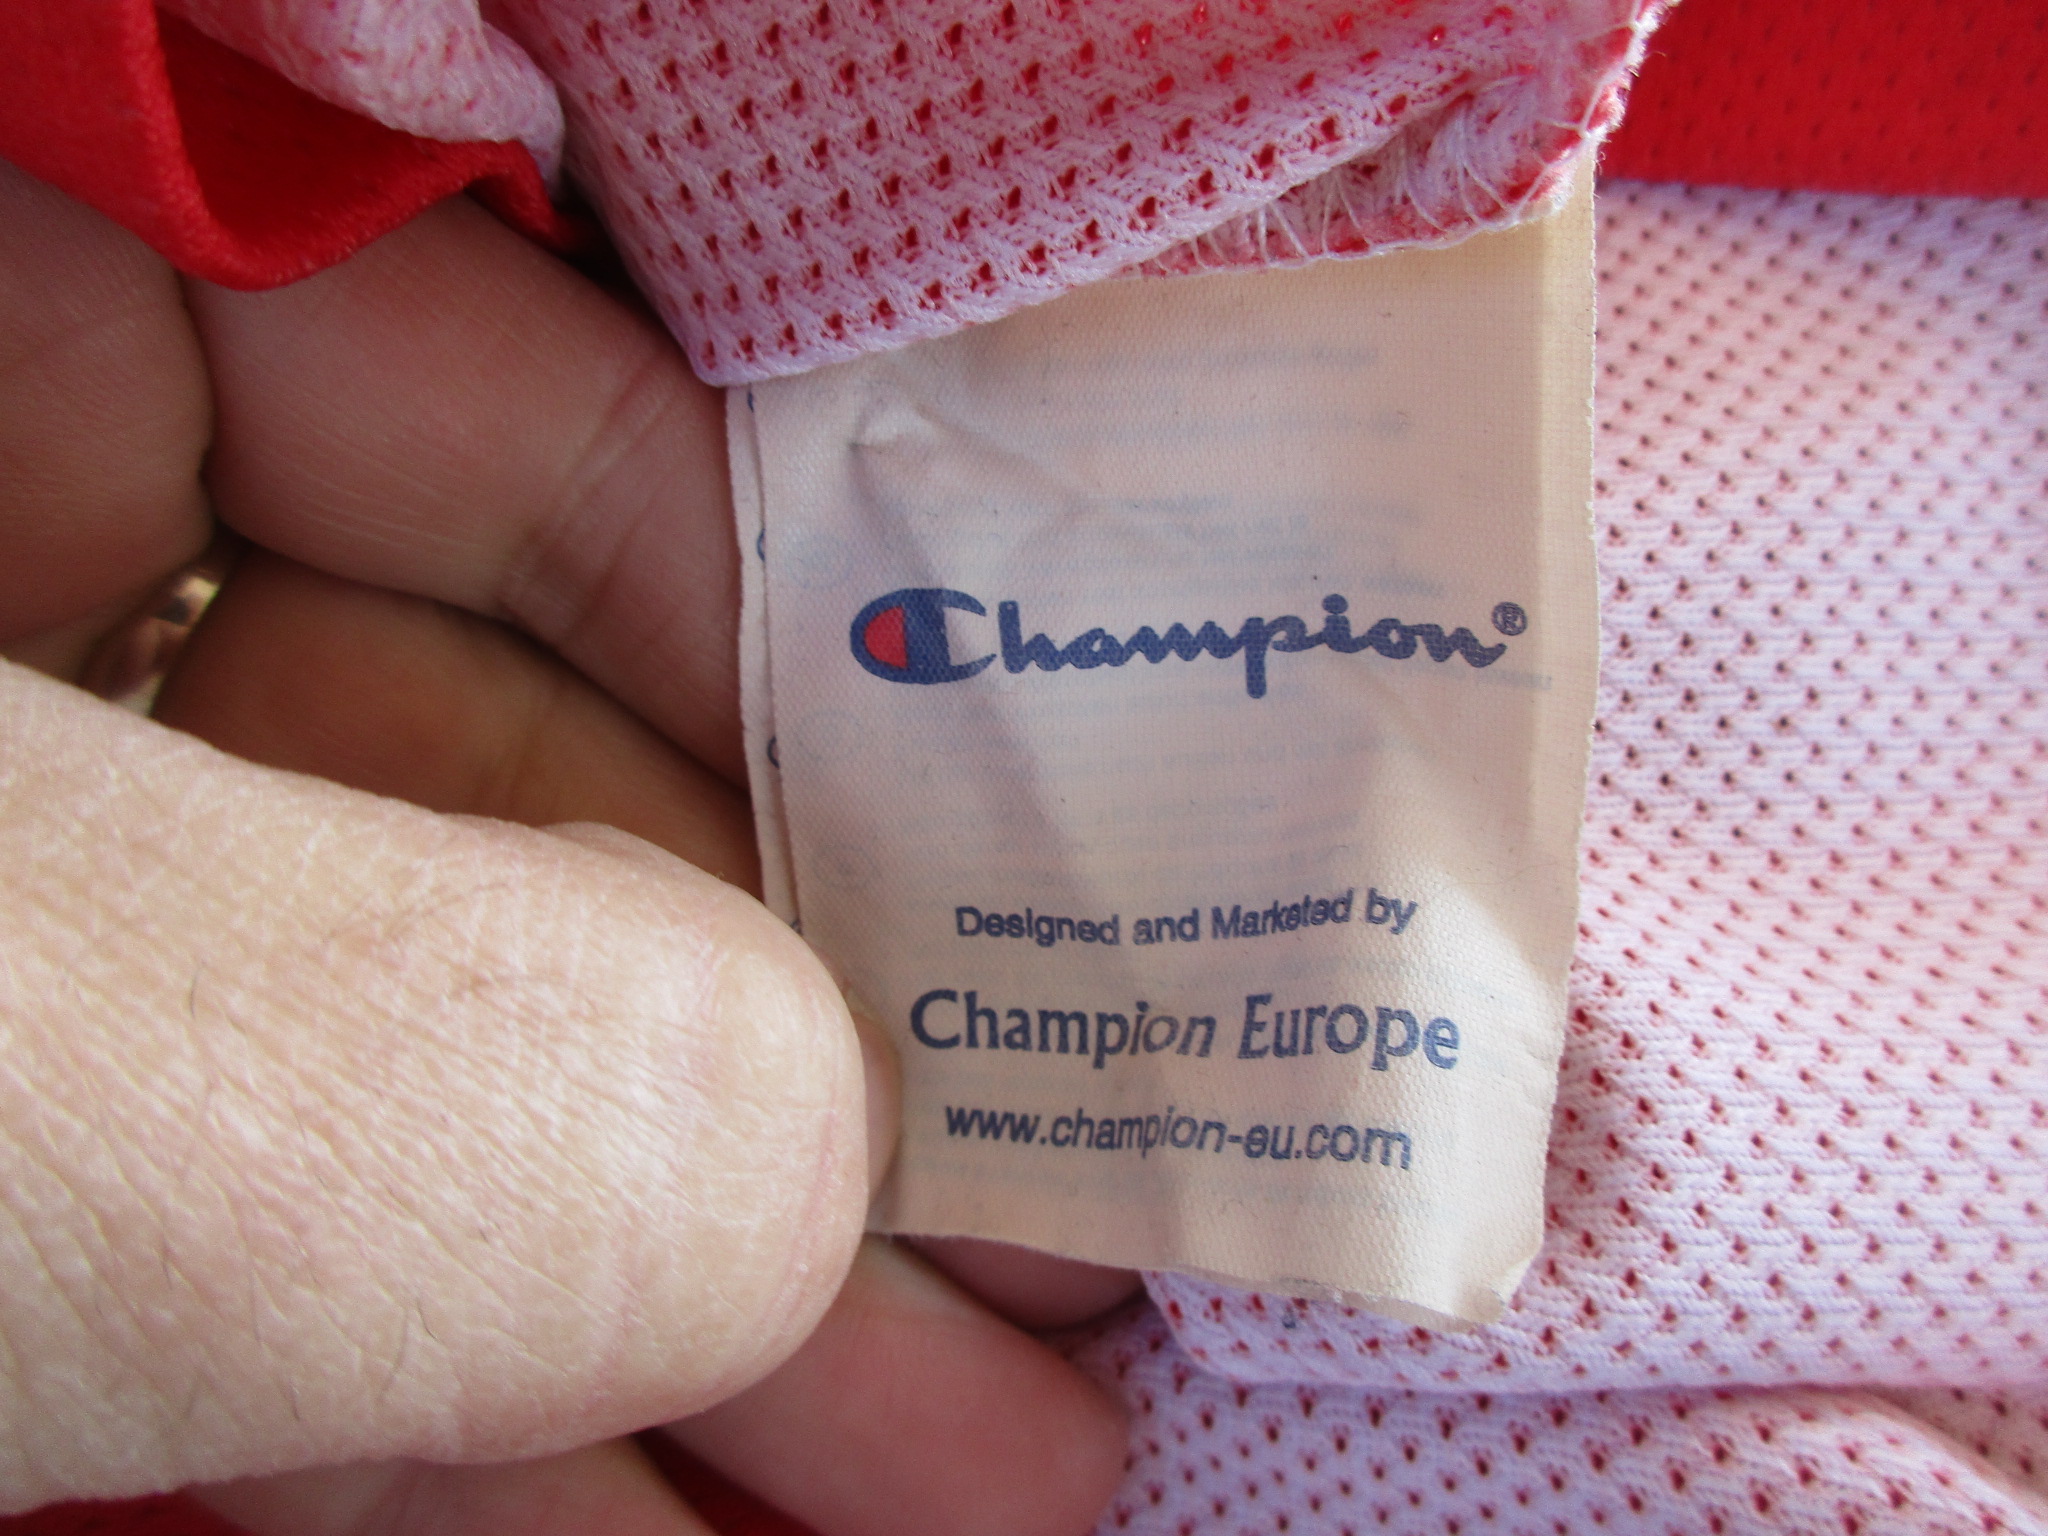 Champion®
Designed and Marketed by
Champion Europe
www.champion-eu.com